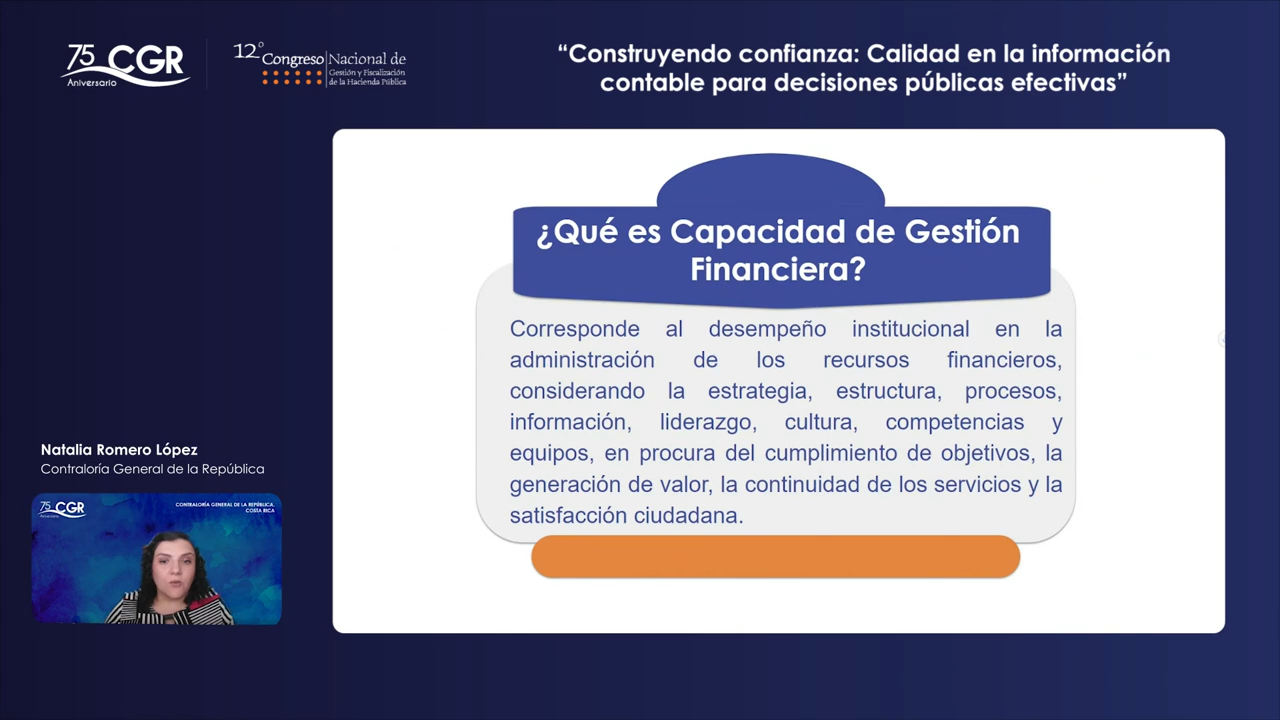 75 CGR
Aniversario
12° Congreso Nacional de
Gestión y Fiscalización
de la Hacienda Pública
“Construyendo confianza: Calidad en la información
contable para decisiones públicas efectivas”
¿Qué es Capacidad de Gestión
Financiera?
Corresponde al desempeño institucional en la
administración de los recursos financieros,
considerando la estrategia, estructura, procesos,
información, liderazgo, cultura, competencias y
equipos, en procura del cumplimiento de objetivos, la
generación de valor, la continuidad de los servicios y la
satisfacción ciudadana.
Natalia Romero López
Contraloría General de la República
75 CGR
Aniversario
CONTRALORÍA GENERAL DE LA REPÚBLICA,
COSTA RICA